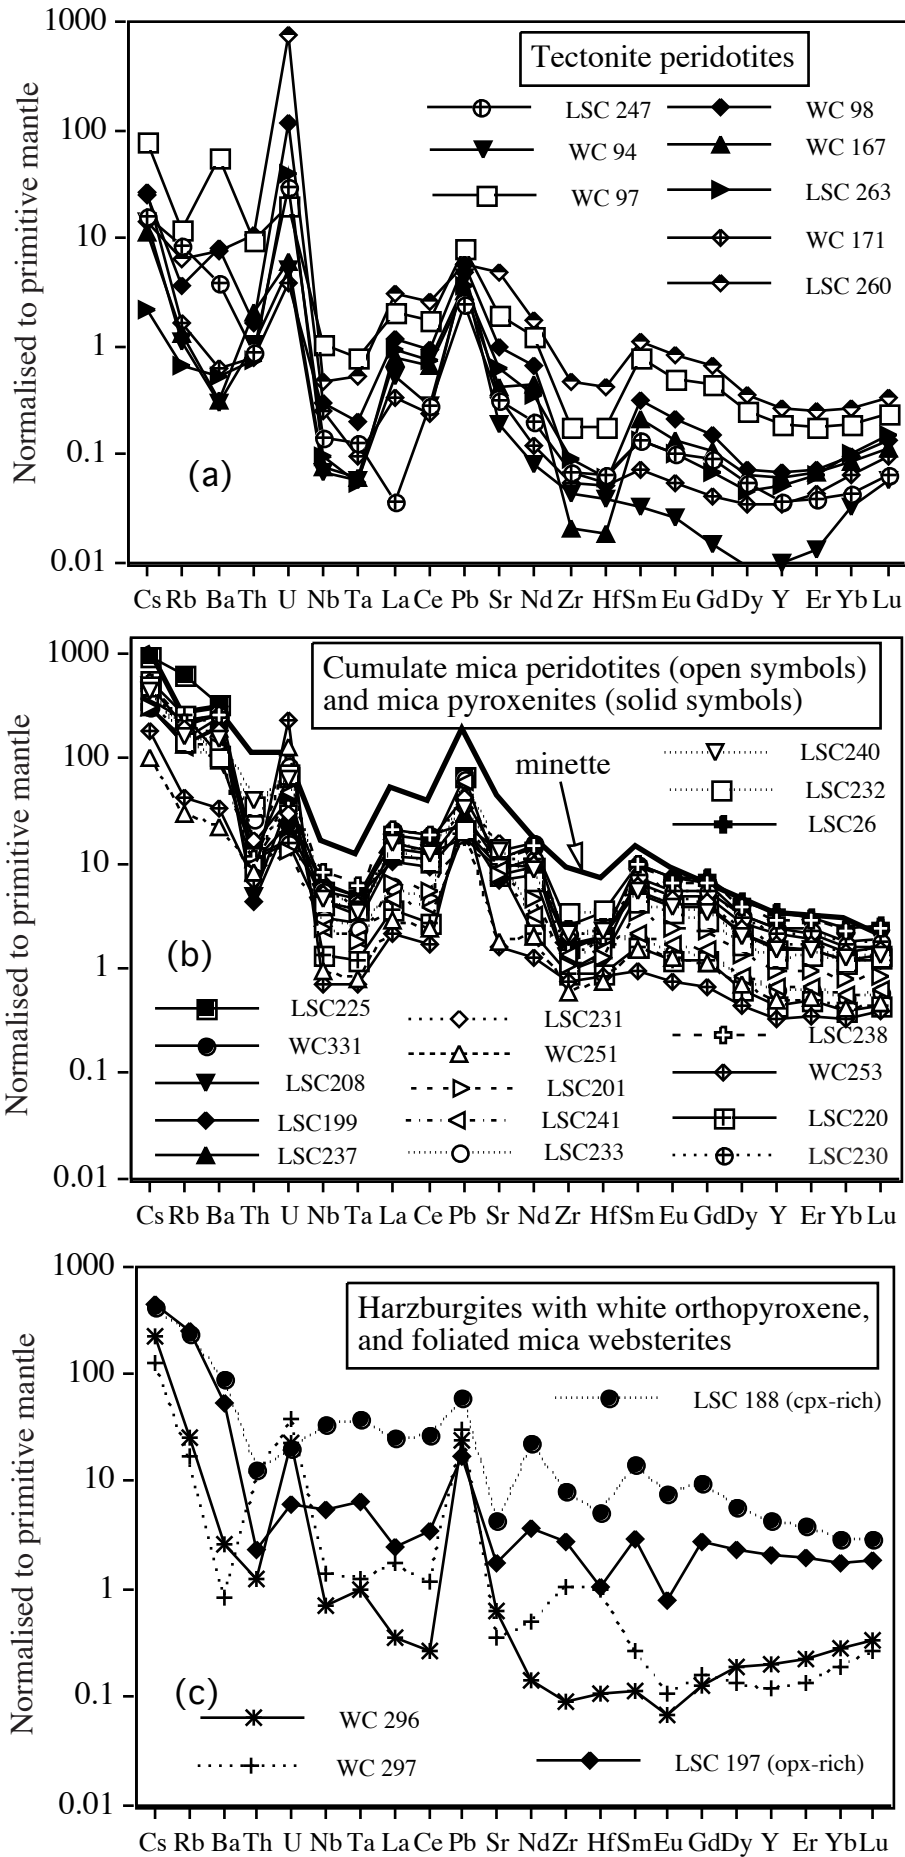 1000
100
10
1
0.1
0.01
Normalised to primitive mantle
Tectonite peridotites
LSC 247
WC 94
WC 97
WC 98
WC 167
LSC 263
WC 171
LSC 260
(a)
Cs Rb Ba Th U Nb Ta La Ce Pb Sr Nd Zr Hf Sm Eu Gd Dy Y Er Yb Lu
1000
100
10
1
0.1
0.01
Normalised to primitive mantle
Cumulate mica peridotites (open symbols)
and mica pyroxenites (solid symbols)
minette
LSC240
LSC232
LSC26
(b)
LSC225
WC331
LSC208
LSC199
LSC237
LSC231
WC251
LSC201
LSC241
LSC233
LSC238
WC253
LSC220
LSC230
Cs Rb Ba Th U Nb Ta La Ce Pb Sr Nd Zr Hf Sm Eu Gd Dy Y Er Yb Lu
1000
100
10
1
0.1
0.01
Normalised to primitive mantle
Harzburgites with white orthopyroxene,
and foliated mica websterites
LSC 188 (cpx-rich)
(c)
WC 296
WC 297
LSC 197 (opx-rich)
Cs Rb Ba Th U Nb Ta La Ce Pb Sr Nd Zr Hf Sm Eu Gd Dy Y Er Yb Lu